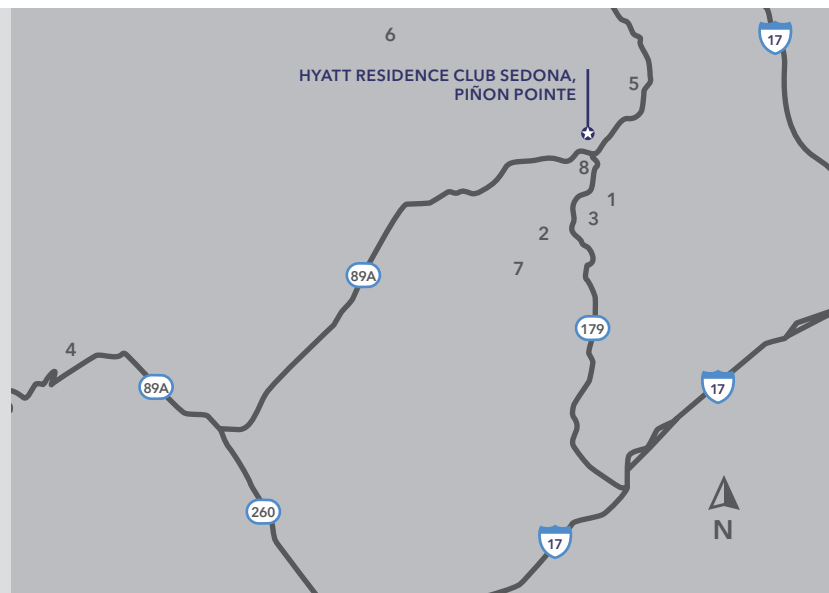 6
17
HYATT RESIDENCE CLUB SEDONA,
PIÑON POINTE
5
8
1
3
2
7
89A
179
4
89A
17
260
N
17